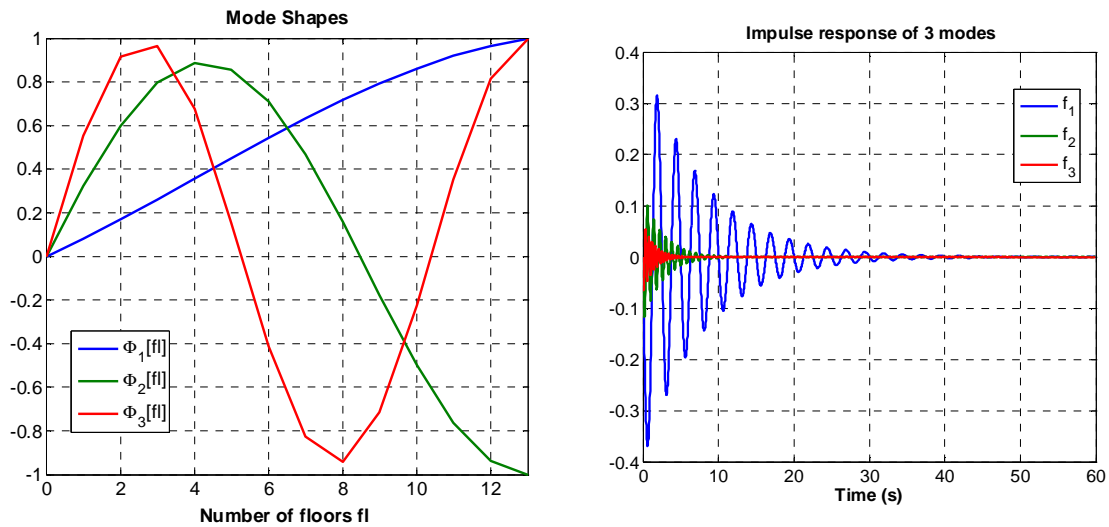 Mode Shapes
1
0.8
0.6
0.4
0.2
0
-0.2
-0.4
-0.6
-0.8
-1
0 2 4 6 8 10 12
Number of floors fl
Φ1[fl]
Φ2[fl]
Φ3[fl]
Impulse response of 3 modes
0.4
0.3
0.2
0.1
0
-0.1
-0.2
-0.3
-0.4
0 10 20 30 40 50 60
Time (s)
f1
f2
f3